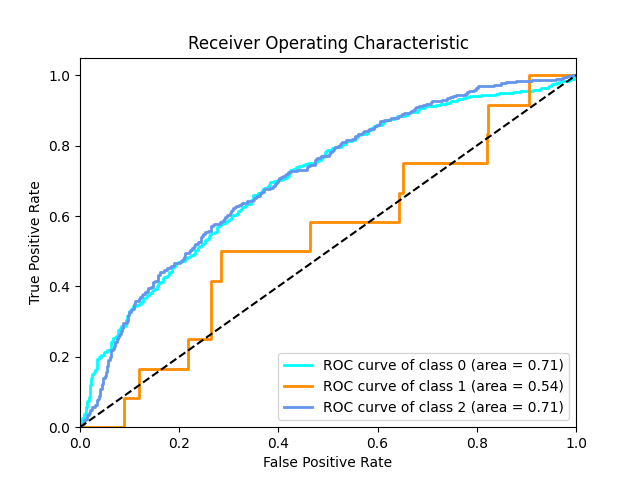 Receiver Operating Characteristic
True Positive Rate
1.0
0.8
0.6
0.4
0.2
0.0
ROC curve of class 0 (area = 0.71)
ROC curve of class 1 (area = 0.54)
ROC curve of class 2 (area = 0.71)
0.0 0.2 0.4 0.6 0.8 1.0
False Positive Rate